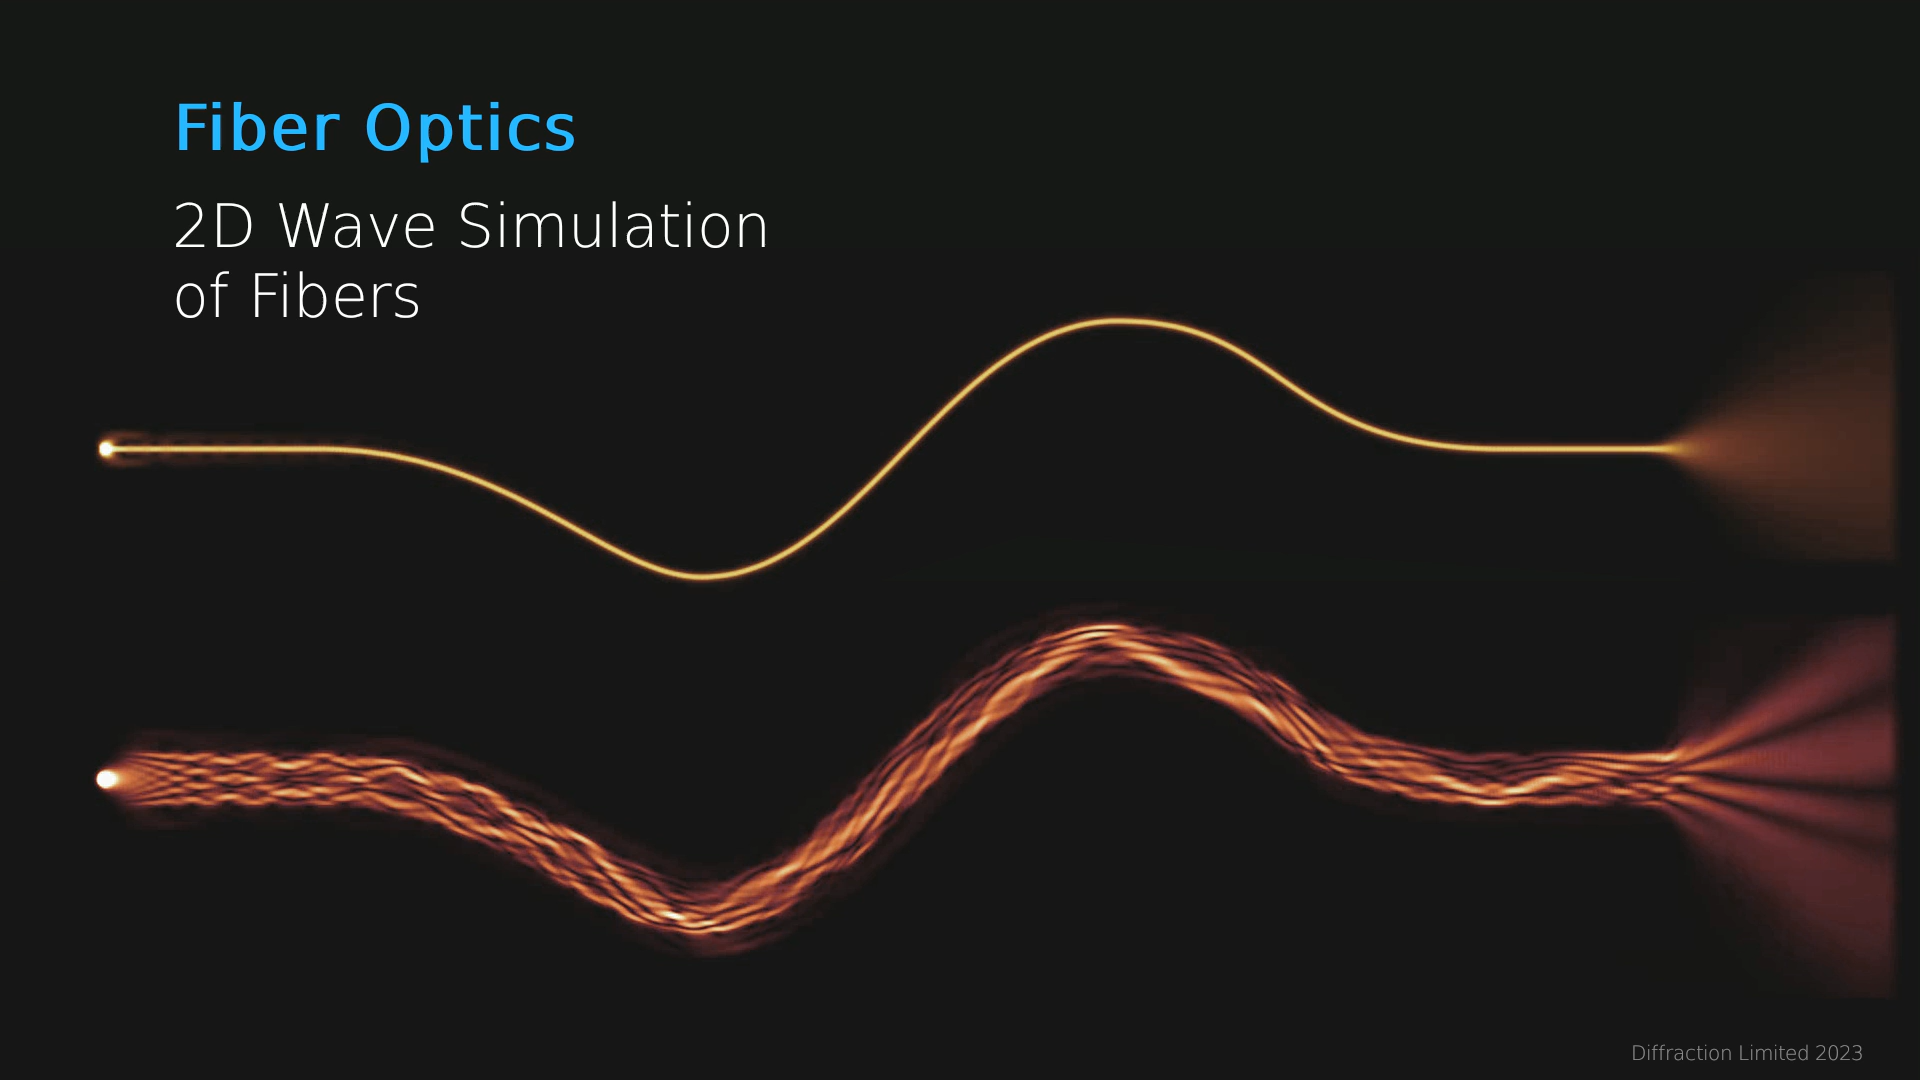 Fiber Optics
2D Wave Simulation
of Fibers
Diffraction Limited 2023